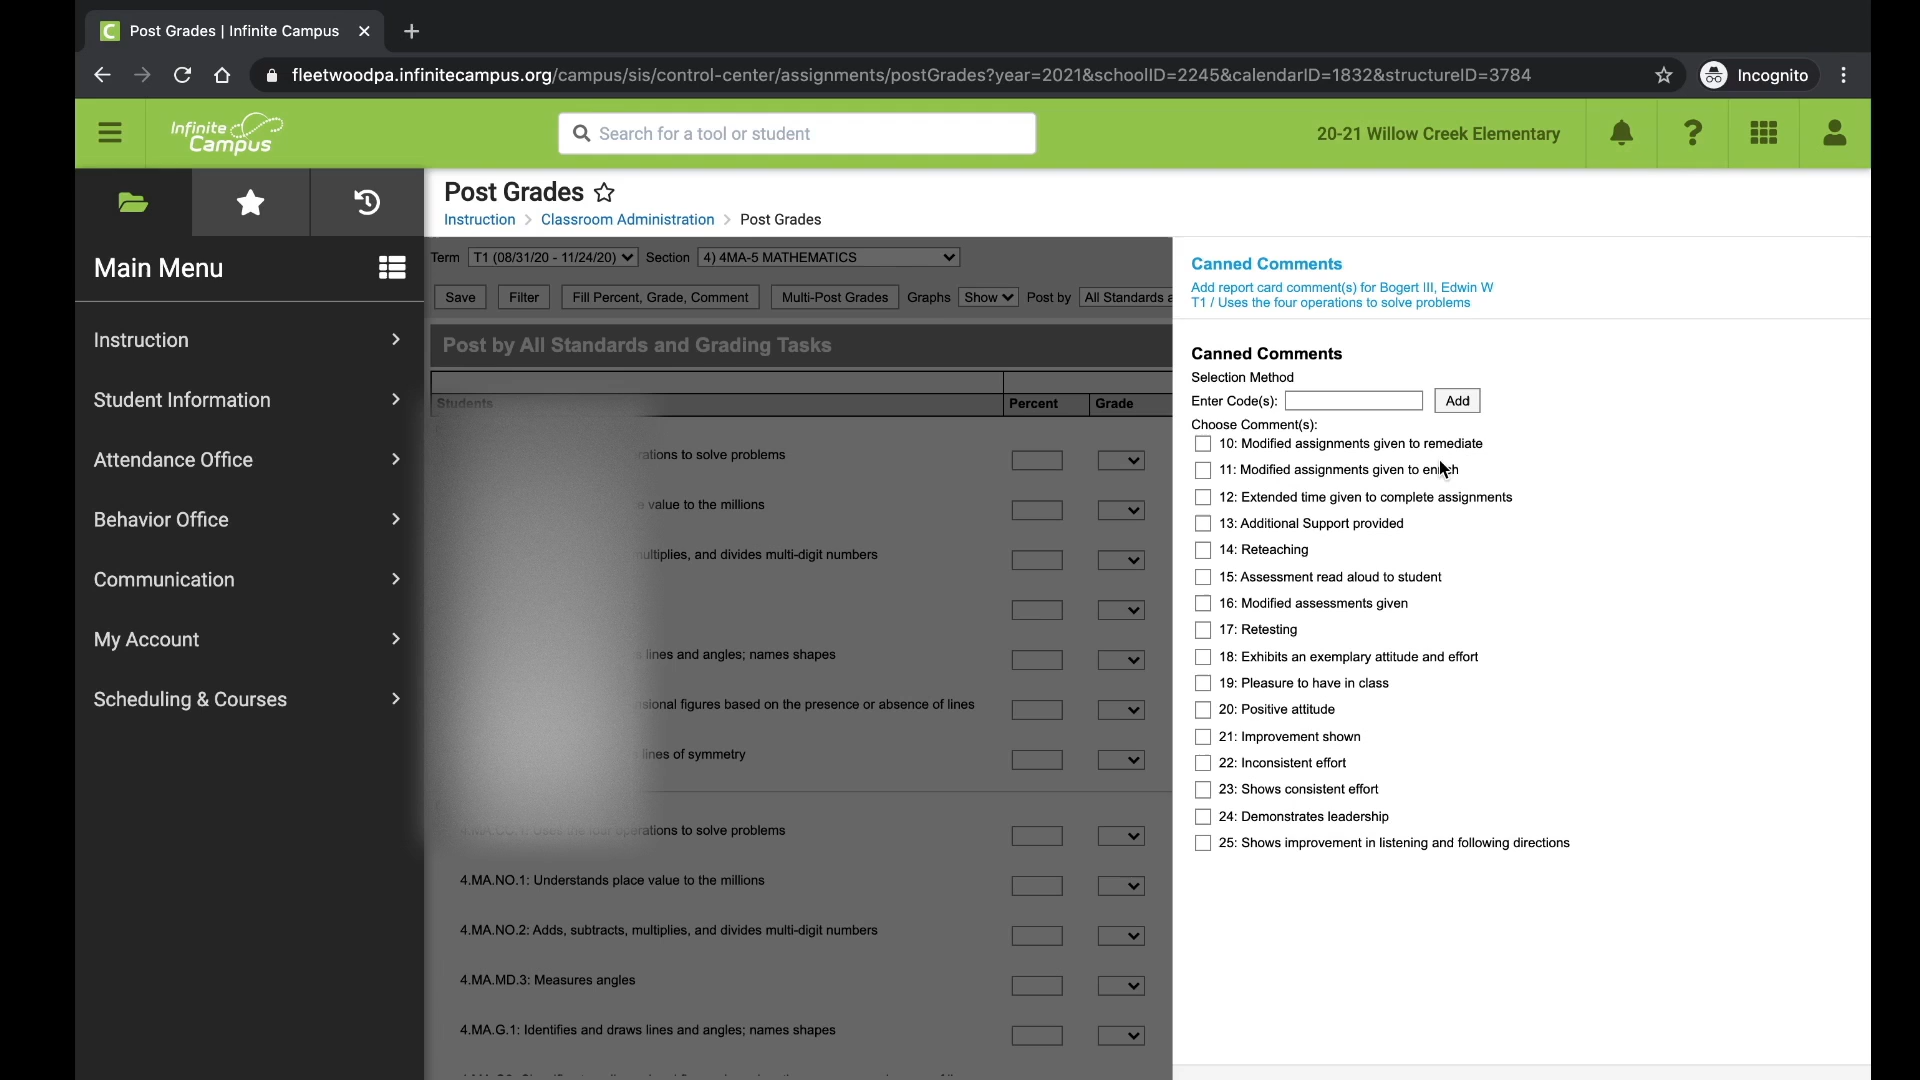 Post Grades | Infinite Campus
fleetwoodpa.infinitecampus.org/campus/sis/control-center/assignments/postGrades?year=2021&schoolID=2245&calendarID=1832&structureID=3784
Incognito
Infinite Campus
Search for a tool or student
20-21 Willow Creek Elementary
Post Grades
Instruction > Classroom Administration > Post Grades
Main Menu
Instruction
Student Information
Attendance Office
Behavior Office
Communication
My Account
Scheduling & Courses
Term T1 (08/31/20 - 11/24/20) Section 4) 4MA-5 MATHEMATICS
Save Filter Fill Percent, Grade, Comment Multi-Post Grades Graphs Show Post by All Standards a
Post by All Standards and Grading Tasks
Students Percent Grade
rations to solve problems
value to the millions
ultiplies, and divides multi-digit numbers
lines and angles; names shapes
sional figures based on the presence or absence of lines
lines of symmetry
operations to solve problems
4.MA.NO.1: Understands place value to the millions
4.MA.NO.2: Adds, subtracts, multiplies, and divides multi-digit numbers
4.MA.MD.3: Measures angles
4.MA.G.1: Identifies and draws lines and angles; names shapes
Canned Comments
Add report card comment(s) for Bogert III, Edwin W
T1 / Uses the four operations to solve problems
Canned Comments
Selection Method
Enter Code(s): Add
Choose Comment(s):
10: Modified assignments given to remediate
11: Modified assignments given to enrich
12: Extended time given to complete assignments
13: Additional Support provided
14: Reteaching
15: Assessment read aloud to student
16: Modified assessments given
17: Retesting
18: Exhibits an exemplary attitude and effort
19: Pleasure to have in class
20: Positive attitude
21: Improvement shown
22: Inconsistent effort
23: Shows consistent effort
24: Demonstrates leadership
25: Shows improvement in listening and following directions